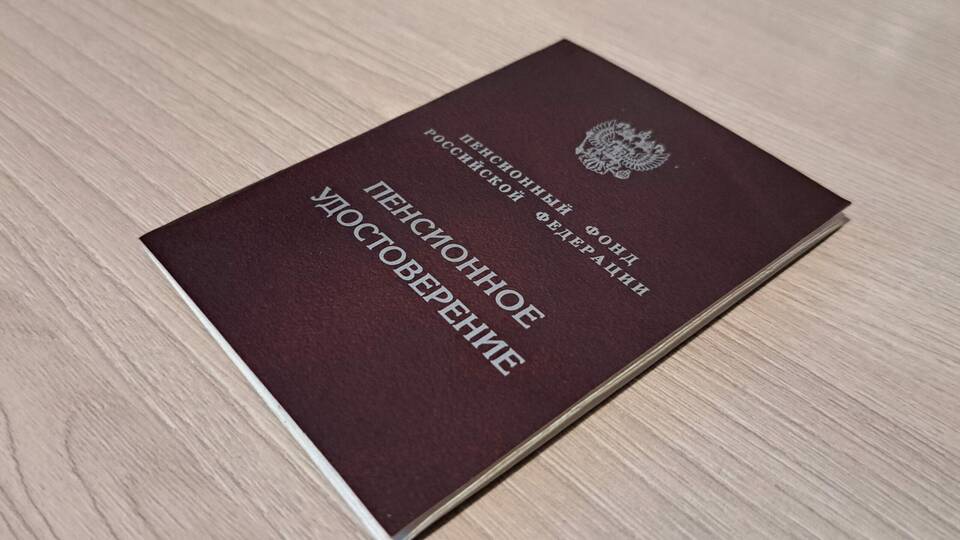 ПЕНСИОННЫЙ ФОНД
РОССИЙСКОЙ ФЕДЕРАЦИИ
ПЕНСИОННОЕ
УДОСТОВЕРЕНИЕ